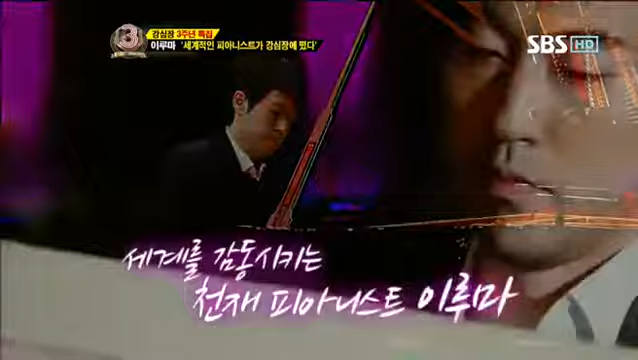 3
강심장 3주년 특집
이루마 '세계적인 피아니스트가 강심장에 떴다'
SBS HD
세계를 감동시키는
천재 피아니스트 이루마